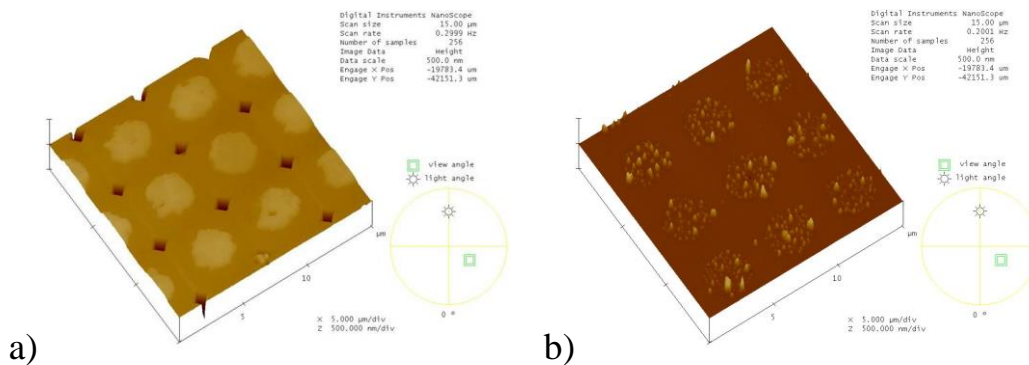 Digital Instruments NanoScope
Scan size 15.00 µm
Scan rate 0.2999 Hz
Number of samples 256
Image Data Height
Data scale 500.0 nm
Engage X Pos -19783.4 um
Engage Y Pos -42151.3 um
view angle
light angle
µm
10
5
X 5.000 µm/div
Z 500.000 nm/div
0 °
a)
Digital Instruments NanoScope
Scan size 15.00 µm
Scan rate 0.2001 Hz
Number of samples 256
Image Data Height
Data scale 500.0 nm
Engage X Pos -19783.4 um
Engage Y Pos -42151.3 um
view angle
light angle
µm
10
5
X 5.000 µm/div
Z 500.000 nm/div
0 °
b)